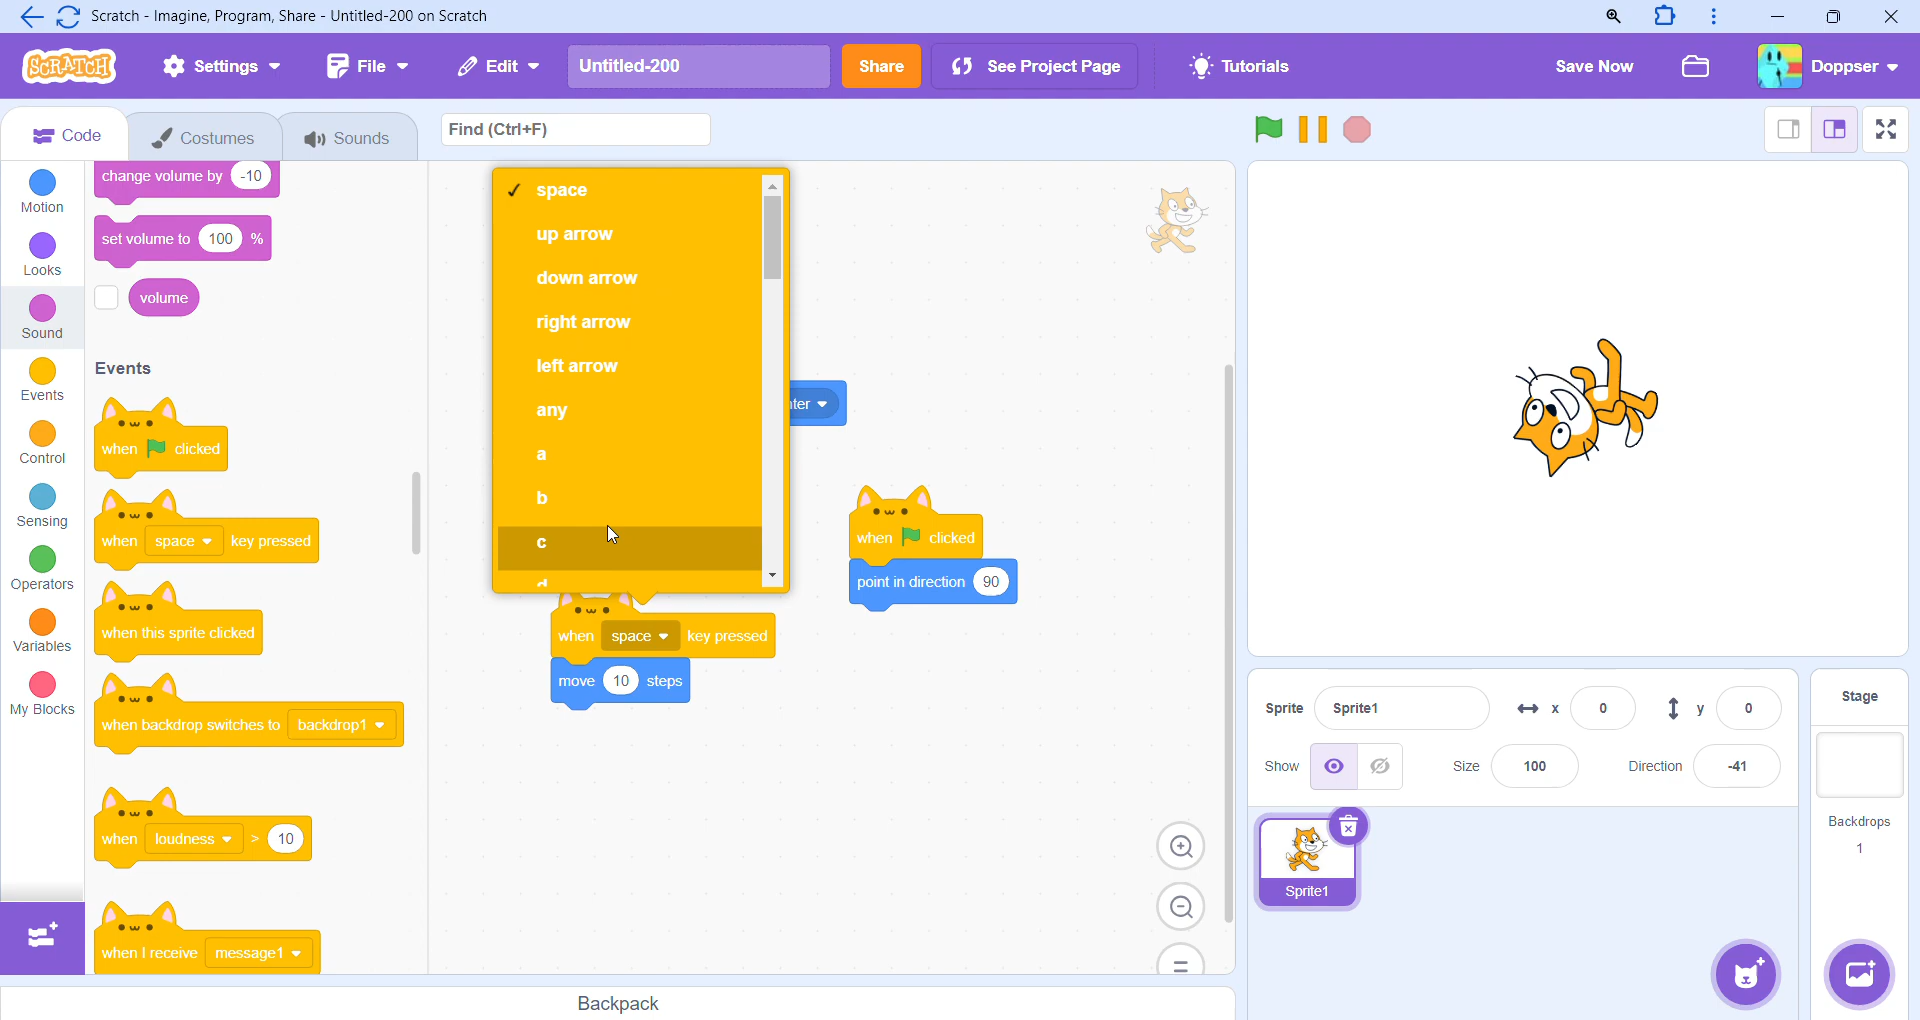 Scratch - Imagine, Program, Share - Untitled-200 on Scratch
SCRATCH
Settings
File
Edit
Untitled-200
Share
See Project Page
Tutorials
Save Now
Doppser
Code
Costumes
Sounds
Find (Ctrl+F)
Motion
Looks
Sound
Events
Control
Sensing
Operators
Variables
My Blocks
change volume by -10
set volume to 100 %
volume
Events
when clicked
when space key pressed
when this sprite clicked
when backdrop switches to backdrop1
when loudness > 10
when I receive message1
✓ space
up arrow
down arrow
right arrow
left arrow
any
a
b
c
d
when space key pressed
move 10 steps
when clicked
point in direction 90
Backpack
Sprite Sprite1 x 0 y 0
Show Size 100 Direction -41
Sprite1
Stage
Backdrops
1